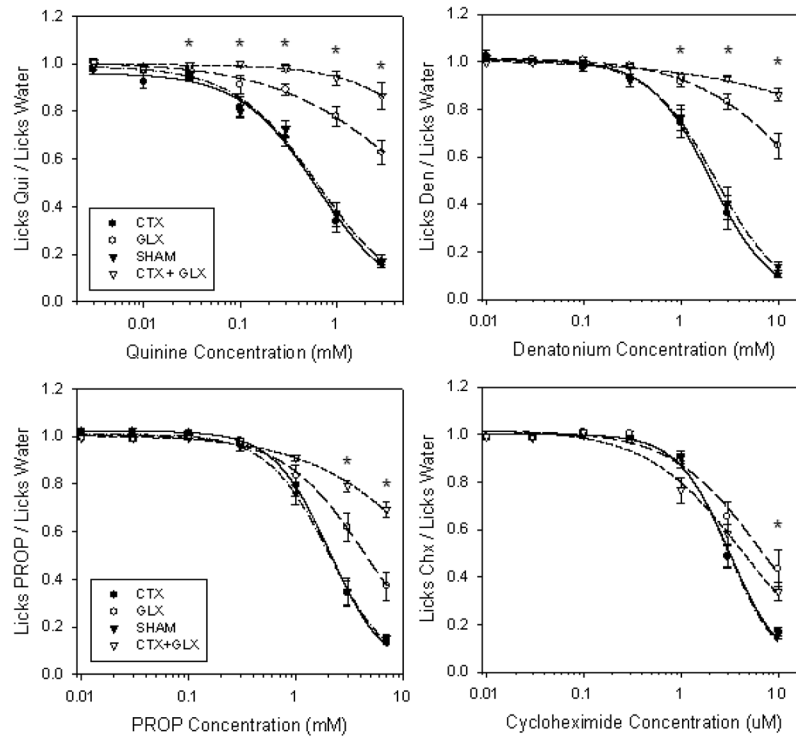 1.2
1.0
0.8
0.6
0.4
0.2
0.0
Licks Qui / Licks Water
* * * * *
CTX
GLX
SHAM
CTX + GLX
0.01 0.1 1
Quinine Concentration (mM)
1.2
1.0
0.8
0.6
0.4
0.2
0.0
Licks Den / Licks Water
* * *
0.01 0.1 1 10
Denatonium Concentration (mM)
1.2
1.0
0.8
0.6
0.4
0.2
0.0
Licks PROP / Licks Water
* *
CTX
GLX
SHAM
CTX+GLX
0.01 0.1 1 10
PROP Concentration (mM)
1.2
1.0
0.8
0.6
0.4
0.2
0.0
Licks Chx / Licks Water
*
0.01 0.1 1 10
Cycloheximide Concentration (uM)